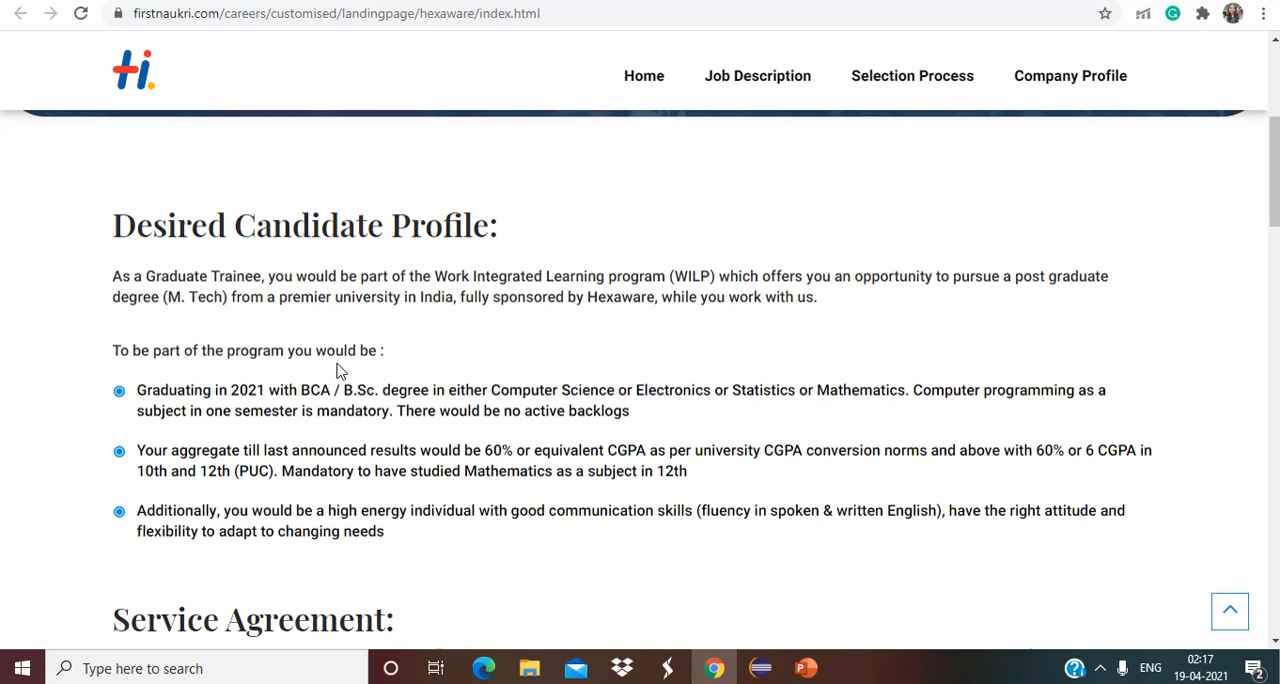 firstnaukri.com/careers/customised/landingpage/hexaware/index.html
Hi
Home Job Description Selection Process Company Profile
Desired Candidate Profile:
As a Graduate Trainee, you would be part of the Work Integrated Learning program (WILP) which offers you an opportunity to pursue a post graduate
degree (M. Tech) from a premier university in India, fully sponsored by Hexaware, while you work with us.
To be part of the program you would be :
Graduating in 2021 with BCA / B.Sc. degree in either Computer Science or Electronics or Statistics or Mathematics. Computer programming as a
subject in one semester is mandatory. There would be no active backlogs
Your aggregate till last announced results would be 60% or equivalent CGPA as per university CGPA conversion norms and above with 60% or 6 CGPA in
10th and 12th (PUC). Mandatory to have studied Mathematics as a subject in 12th
Additionally, you would be a high energy individual with good communication skills (fluency in spoken & written English), have the right attitude and
flexibility to adapt to changing needs
Service Agreement:
Type here to search
ENG
02:17
19-04-2021
2